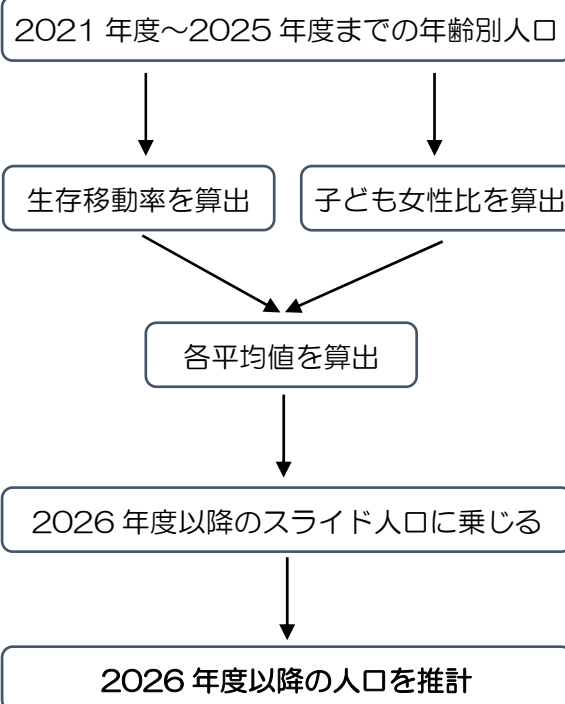 2021 年度～2025 年度までの年齢別人口
生存移動率を算出
子ども女性比を算出
各平均値を算出
2026 年度以降のスライド人口に乗じる
2026 年度以降の人口を推計